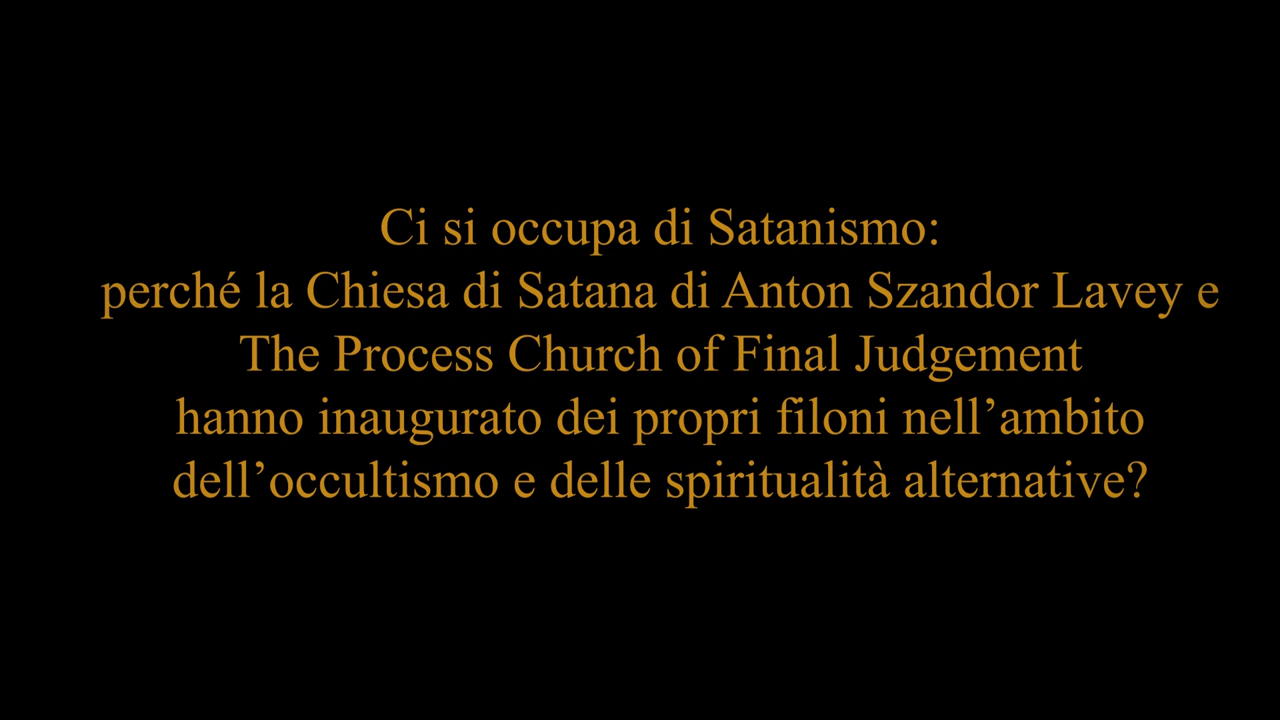 Ci si occupa di Satanismo:
perché la Chiesa di Satana di Anton Szandor Lavey e
The Process Church of Final Judgement
hanno inaugurato dei propri filoni nell’ambito
dell’occultismo e delle spiritualità alternative?